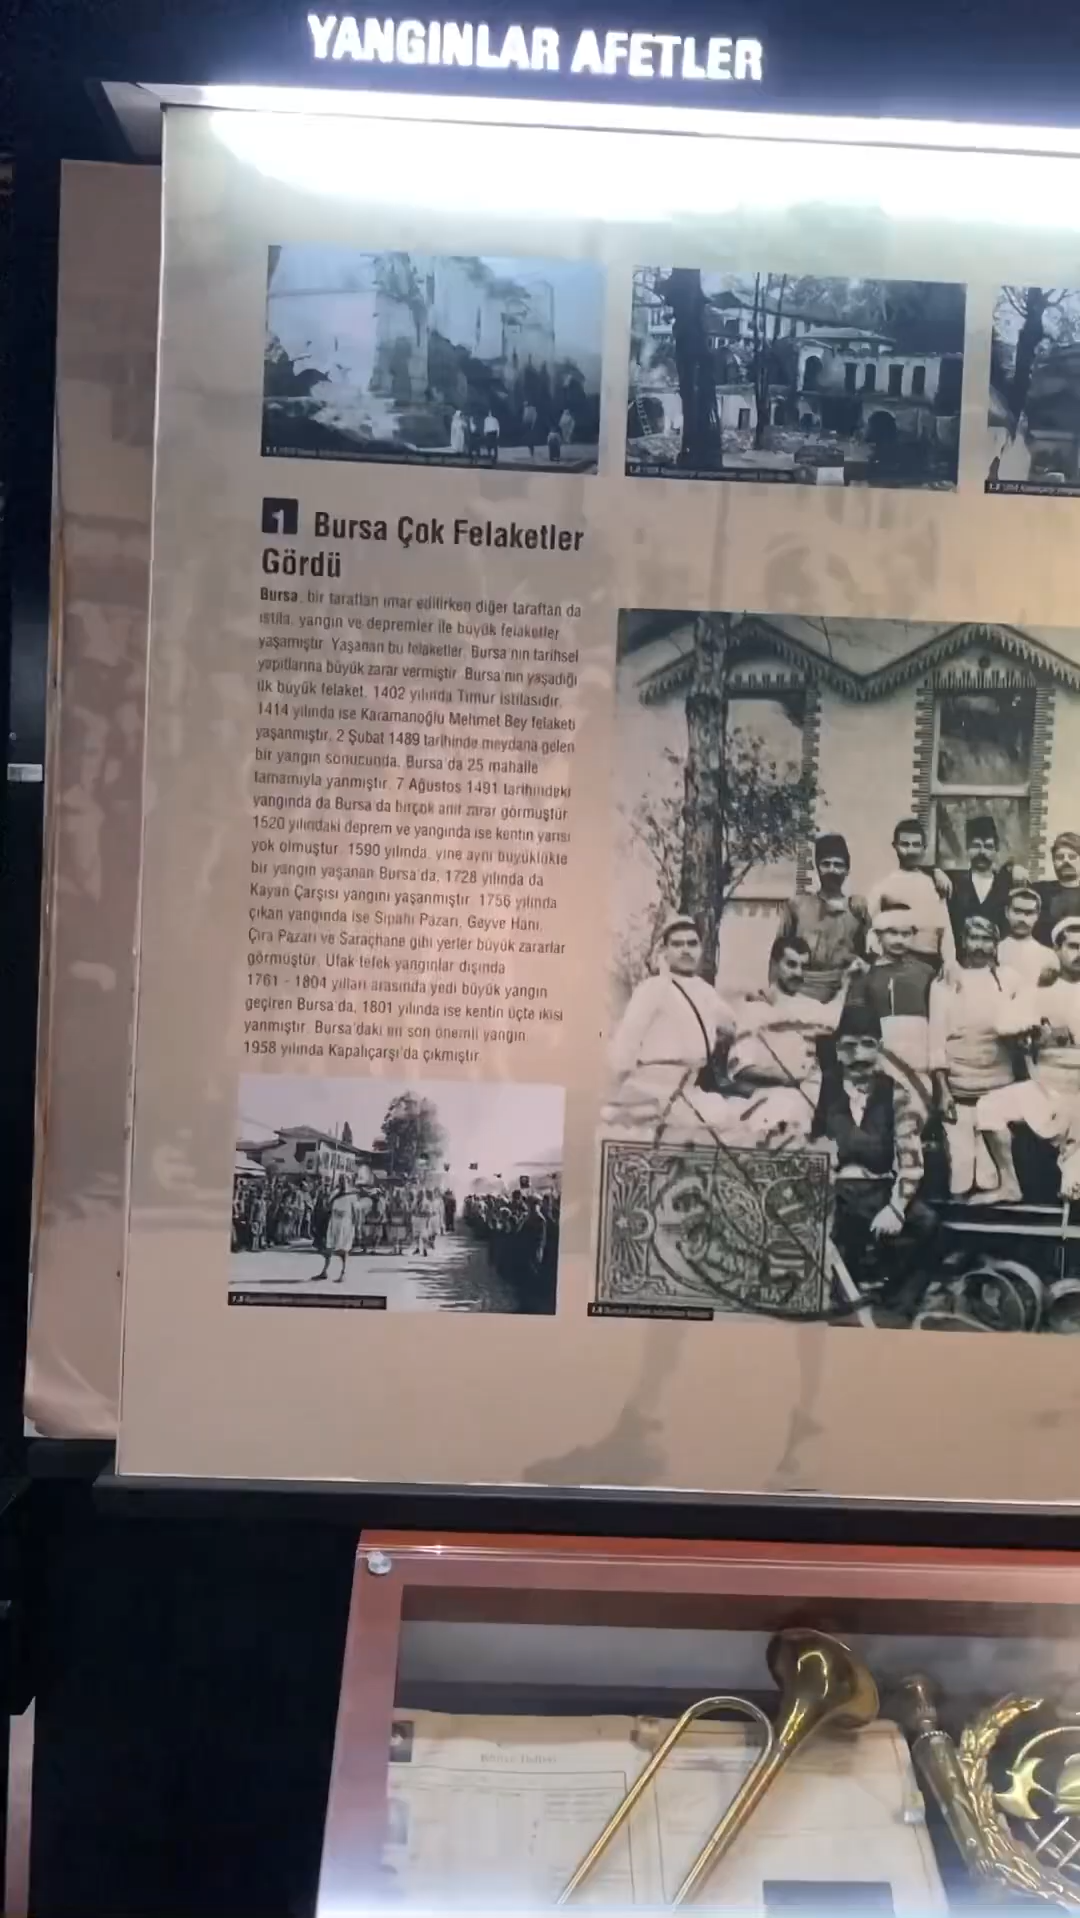 YANGINLAR AFETLER
1 Bursa Çok Felaketler
Gördü
Bursa, bir taraftan imar edilirken diğer taraftan da
istila, yangın ve depremler ile büyük felaketler
yaşamıştır. Yaşanan bu felaketler, Bursa'nın tarihsel
yapıtlarına büyük zarar vermiştir. Bursa'nın yaşadığı
ilk büyük felaket, 1402 yılında Timur istilasıdır.
1414 yılında ise Karamanoğlu Mehmet Bey felaketi
yaşanmıştır. 2 Şubat 1489 tarihinde meydana gelen
bir yangın sonucunda, Bursa'da 25 mahalle
tamamıyla yanmıştır. 7 Ağustos 1491 tarihindeki
yangında da Bursa'da birçok anıt zarar görmüştür.
1520 yılındaki deprem ve yangında ise kentin yarısı
yok olmuştur. 1590 yılında, yine aynı büyüklükte
bir yangın yaşanan Bursa'da, 1728 yılında da
Kayan Çarşısı yangını yaşanmıştır. 1756 yılında
çıkan yangında ise Sipahi Pazarı, Geyve Hanı,
Çıra Pazarı ve Saraçhane gibi yerler büyük zararlar
görmüştür. Ufak tefek yangınlar dışında
1761 - 1804 yılları arasında yedi büyük yangın
geçiren Bursa'da, 1801 yılında ise kentin üçte ikisi
yanmıştır. Bursa'daki en son önemli yangın
1958 yılında Kapalıçarşı'da çıkmıştır.